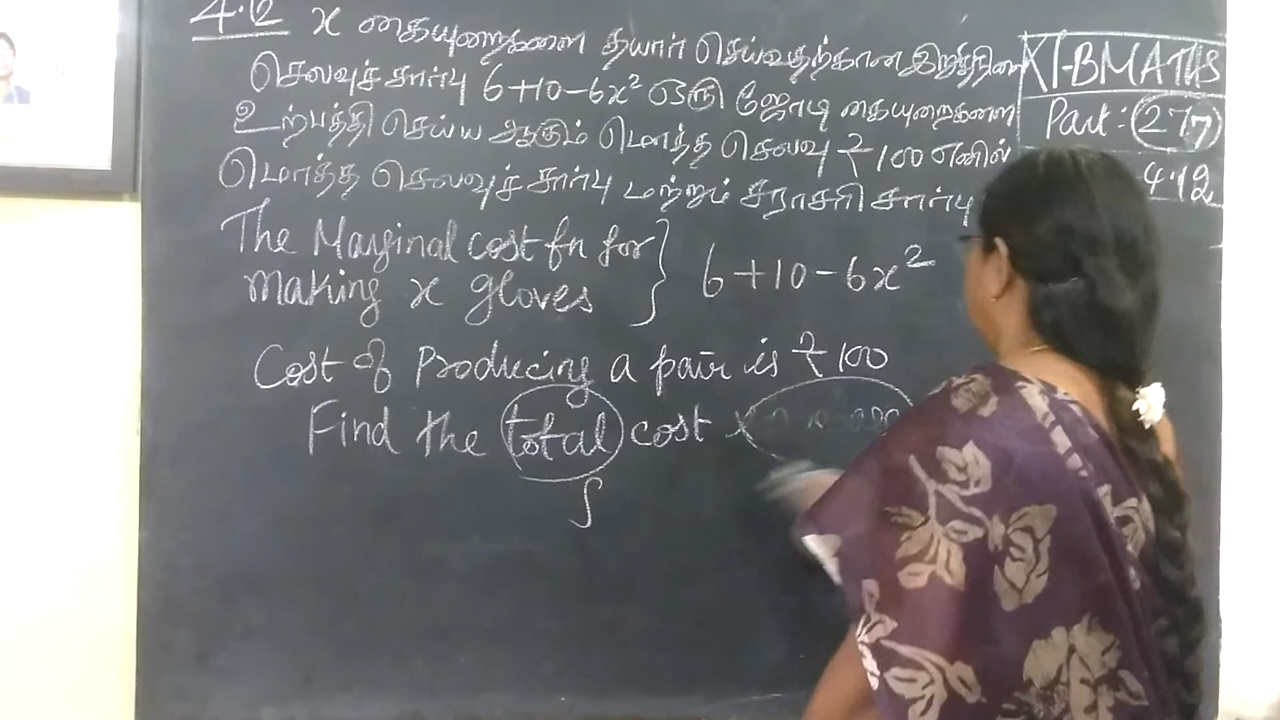 4.12 x கையுறைகளை தயார் செய்வதற்கான இறுதிநிலை
செலவுச் சார்பு 6+10-6x² ஒரு ஜோடி கையுறைகளை
உற்பத்தி செய்ய ஆகும் மொத்த செலவு ₹100 எனில்
மொத்த செலவுச் சார்பு மற்றும் சராசரி சார்பு
XI-BMATHS
Part: 277
4.12
The Marginal cost fn for
making x gloves } 6+10-6x²
Cost of Producing a pair is ₹100
Find the total cost
∫